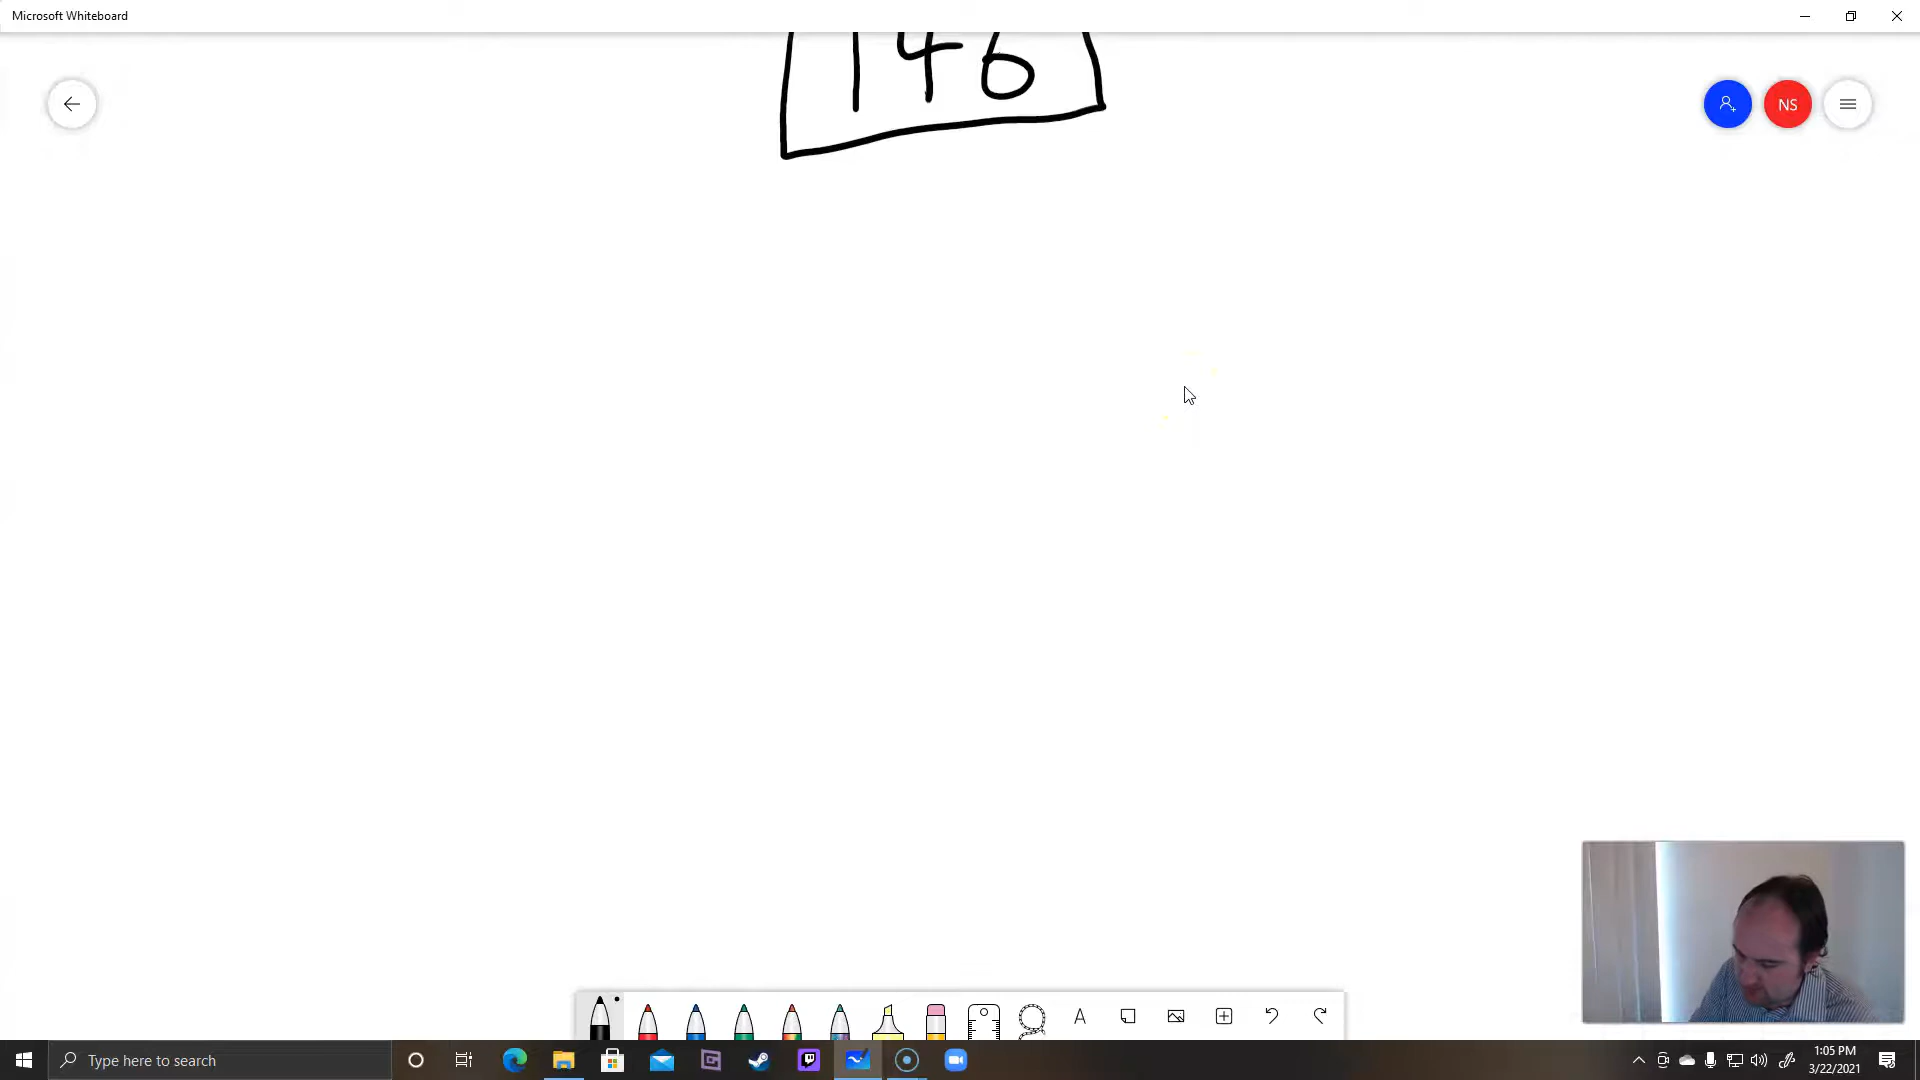 Microsoft Whiteboard
146
NS
A
Type here to search
1:05 PM
3/22/2021